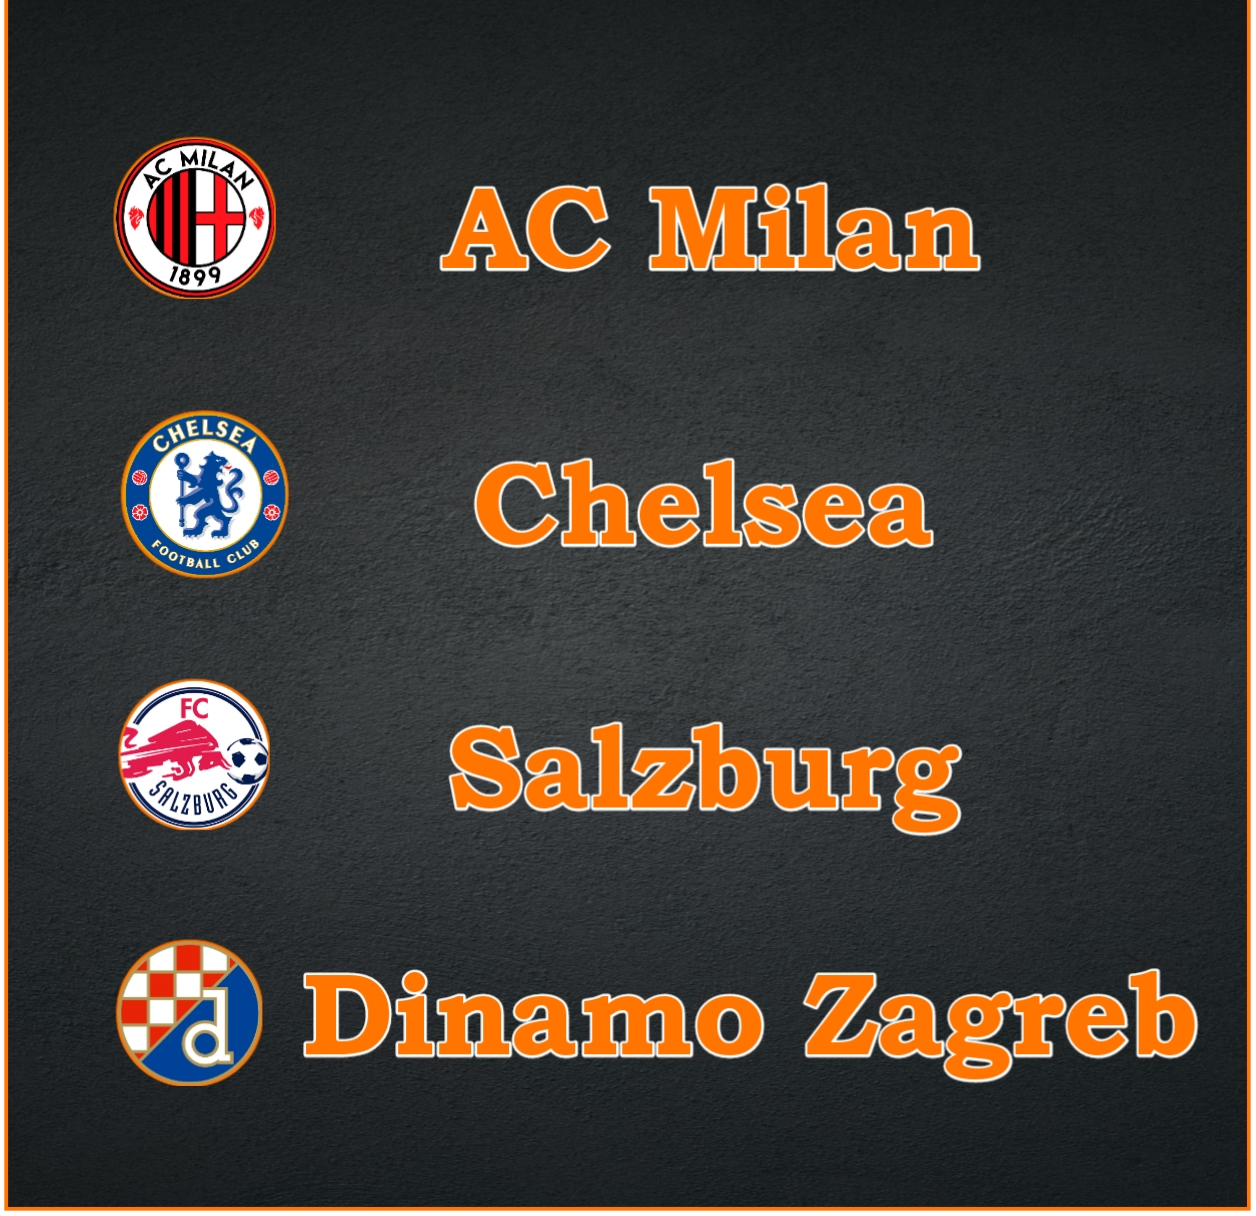 AC MILAN
1899
AC Milan
CHELSEA
FOOTBALL CLUB
Chelsea
FC
SALZBURG
Salzburg
d
Dinamo Zagreb